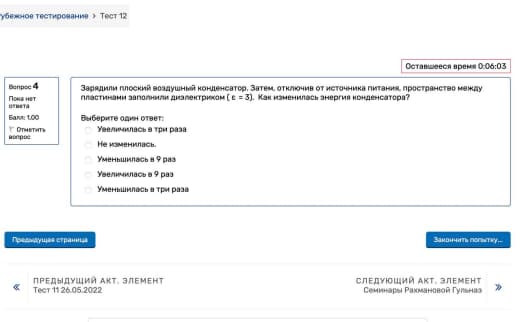 убежное тестирование > Тест 12
Оставшееся время 0:06:03
Вопрос 4
Пока нет
ответа
Балл: 1,00
Отметить
вопрос
Зарядили плоский воздушный конденсатор. Затем, отключив от источника питания, пространство между
пластинами заполнили диэлектриком ( ε = 3). Как изменилась энергия конденсатора?
Выберите один ответ:
Увеличилась в три раза
Не изменилась.
Уменьшилась в 9 раз
Увеличилась в 9 раз
Уменьшилась в три раза
Предыдущая страница
Закончить попытку...
« ПРЕДЫДУЩИЙ АКТ. ЭЛЕМЕНТ
Тест 11 26.05.2022
СЛЕДУЮЩИЙ АКТ. ЭЛЕМЕНТ »
Семинары Рахмановой Гульназ